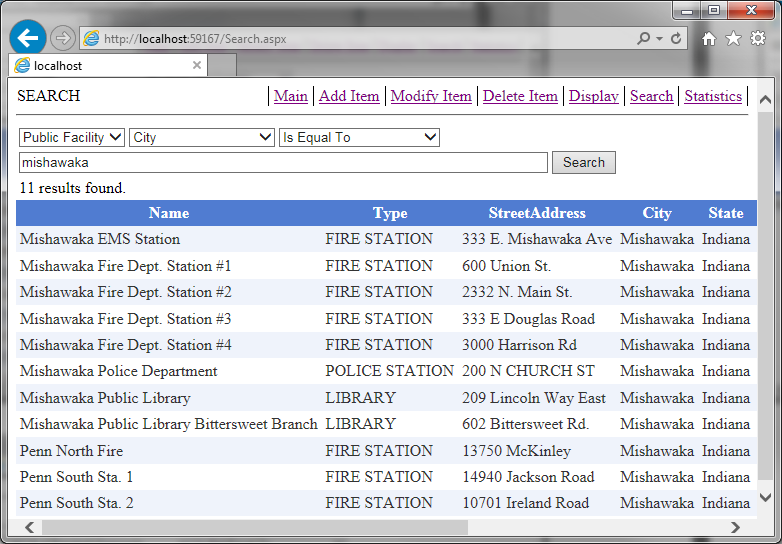 http://localhost:59167/Search.aspx
localhost
SEARCH
Main Add Item Modify Item Delete Item Display Search Statistics
Public Facility City Is Equal To
mishawaka Search
11 results found.
Name Type StreetAddress City State
Mishawaka EMS Station FIRE STATION 333 E. Mishawaka Ave Mishawaka Indiana
Mishawaka Fire Dept. Station #1 FIRE STATION 600 Union St. Mishawaka Indiana
Mishawaka Fire Dept. Station #2 FIRE STATION 2332 N. Main St. Mishawaka Indiana
Mishawaka Fire Dept. Station #3 FIRE STATION 333 E Douglas Road Mishawaka Indiana
Mishawaka Fire Dept. Station #4 FIRE STATION 3000 Harrison Rd Mishawaka Indiana
Mishawaka Police Department POLICE STATION 200 N CHURCH ST Mishawaka Indiana
Mishawaka Public Library LIBRARY 209 Lincoln Way East Mishawaka Indiana
Mishawaka Public Library Bittersweet Branch LIBRARY 602 Bittersweet Rd. Mishawaka Indiana
Penn North Fire FIRE STATION 13750 McKinley Mishawaka Indiana
Penn South Sta. 1 FIRE STATION 14940 Jackson Road Mishawaka Indiana
Penn South Sta. 2 FIRE STATION 10701 Ireland Road Mishawaka Indiana